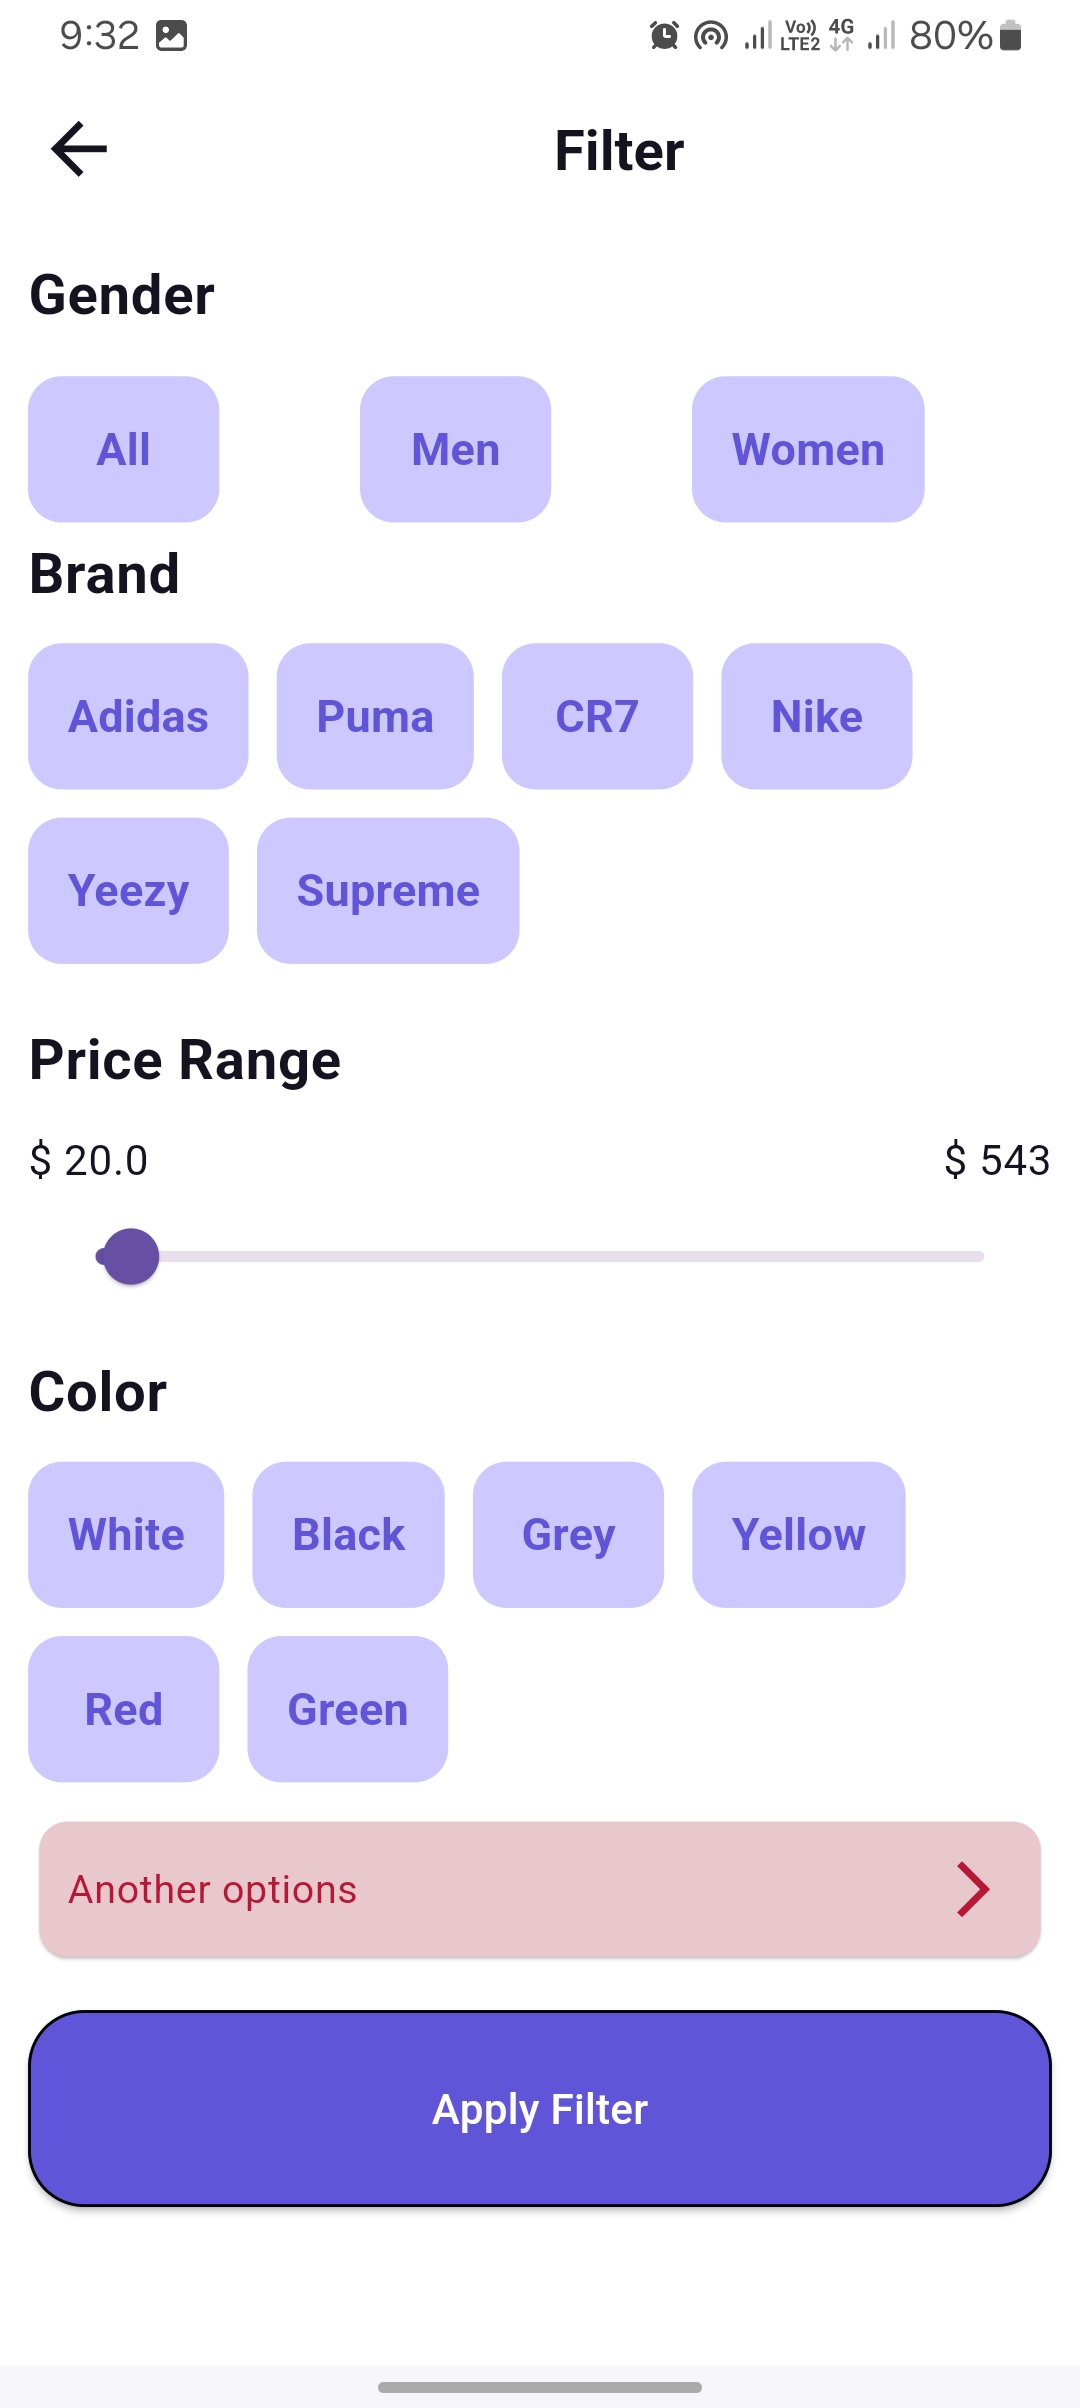 9:32 Vo)) LTE2 4G 80%
Filter
Gender
All Men Women
Brand
Adidas Puma CR7 Nike
Yeezy Supreme
Price Range
$ 20.0 $ 543
Color
White Black Grey Yellow
Red Green
Another options
Apply Filter